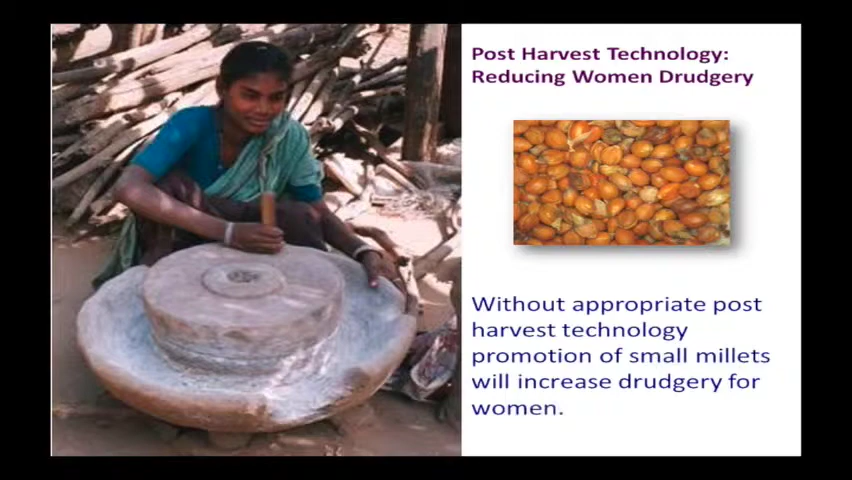 Post Harvest Technology:
Reducing Women Drudgery
Without appropriate post
harvest technology
promotion of small millets
will increase drudgery for
women.